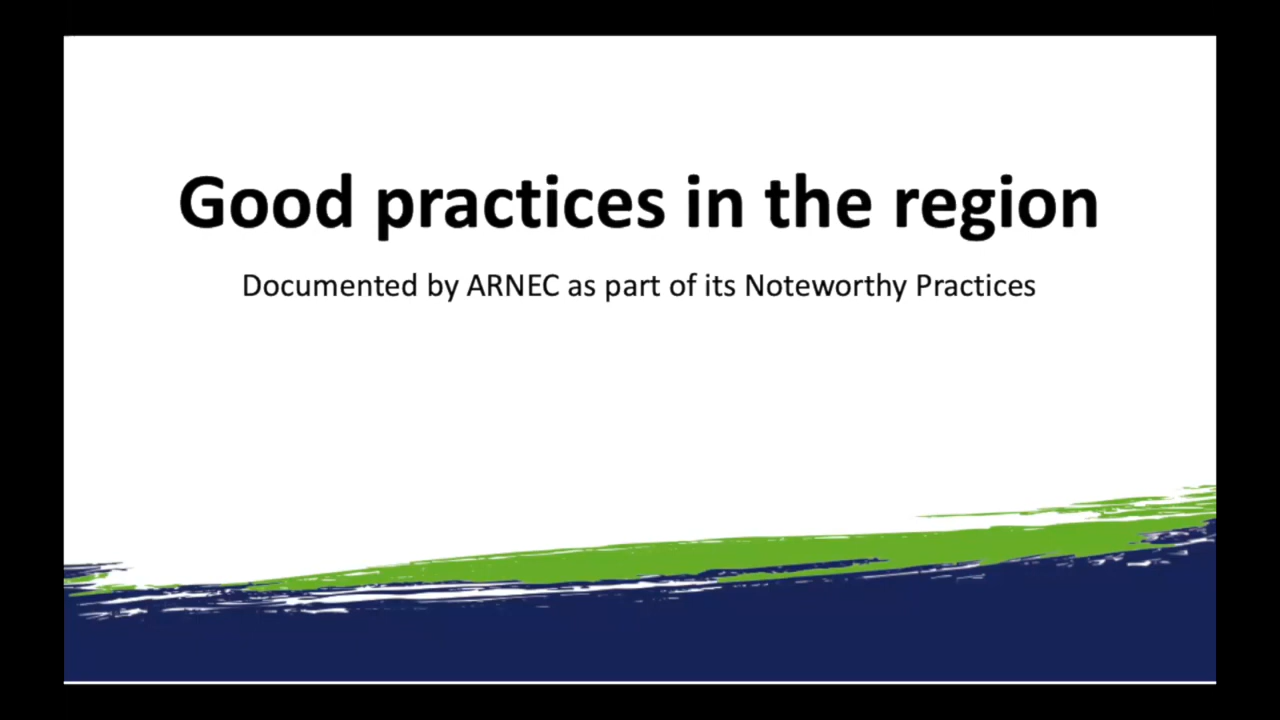 Good practices in the region
Documented by ARNEC as part of its Noteworthy Practices